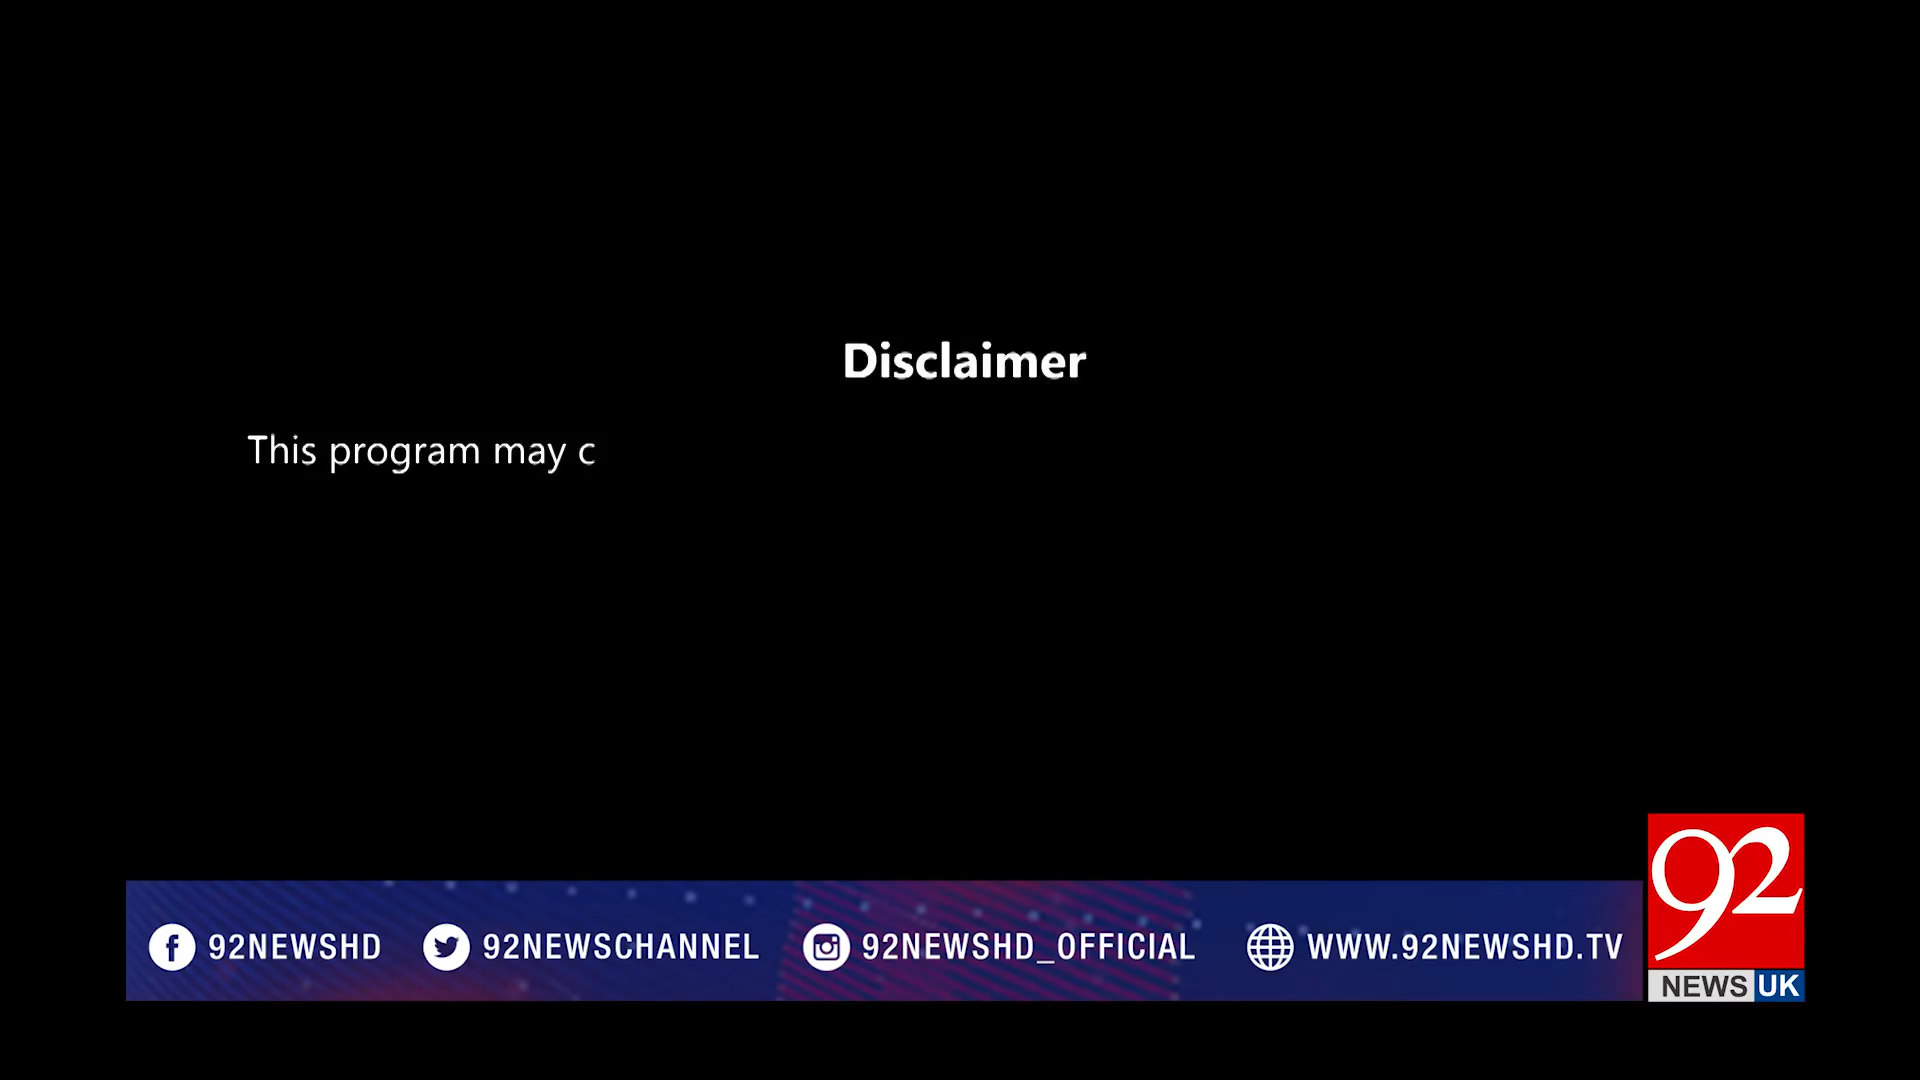 Disclaimer
This program may c
92NEWSHD
92NEWSCHANNEL
92NEWSHD_OFFICIAL
WWW.92NEWSHD.TV
92
NEWS UK